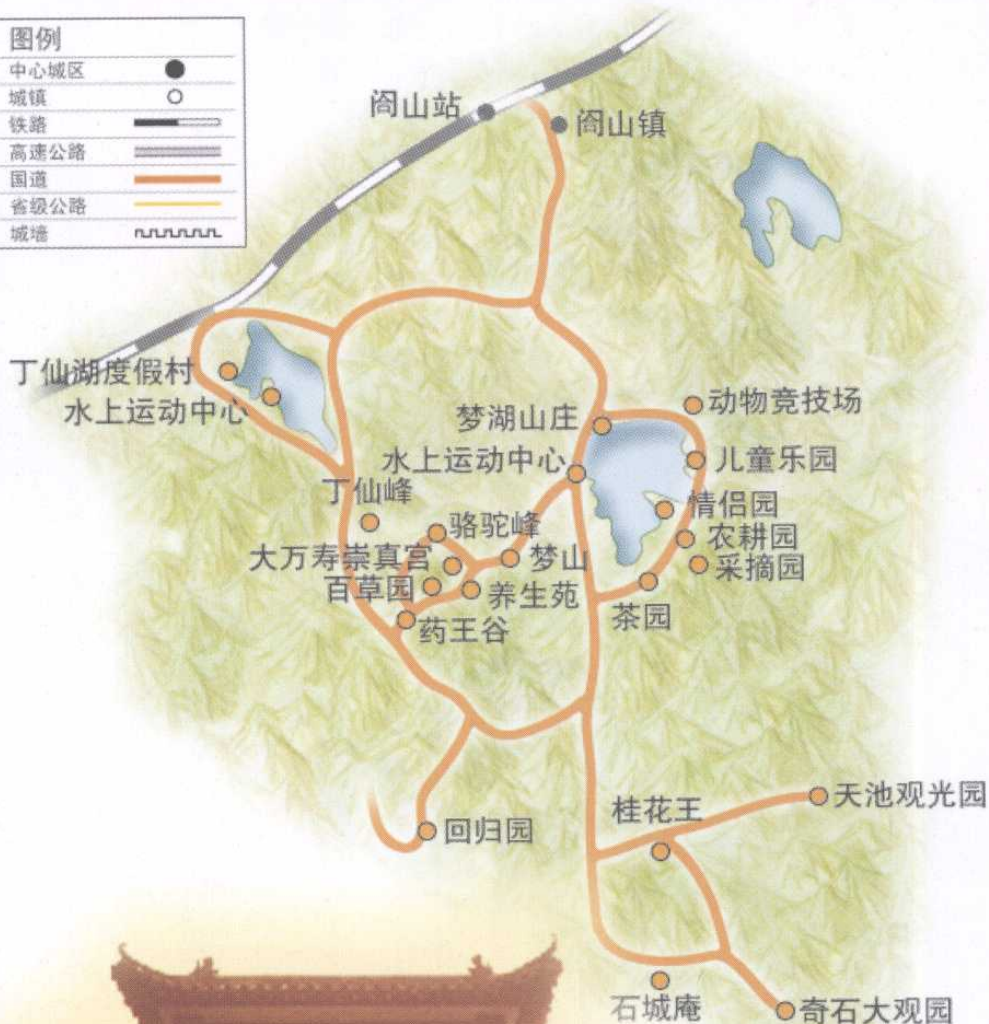 图例
中心城区
城镇
铁路
高速公路
国道
省级公路
城墙
阁山站
阁山镇
丁仙湖度假村
水上运动中心
梦湖山庄
动物竞技场
水上运动中心
儿童乐园
丁仙峰
情侣园
骆驼峰
农耕园
大万寿崇真宫
梦山
采摘园
百草园
养生苑
茶园
药王谷
天池观光园
桂花王
回归园
石城庵
奇石大观园